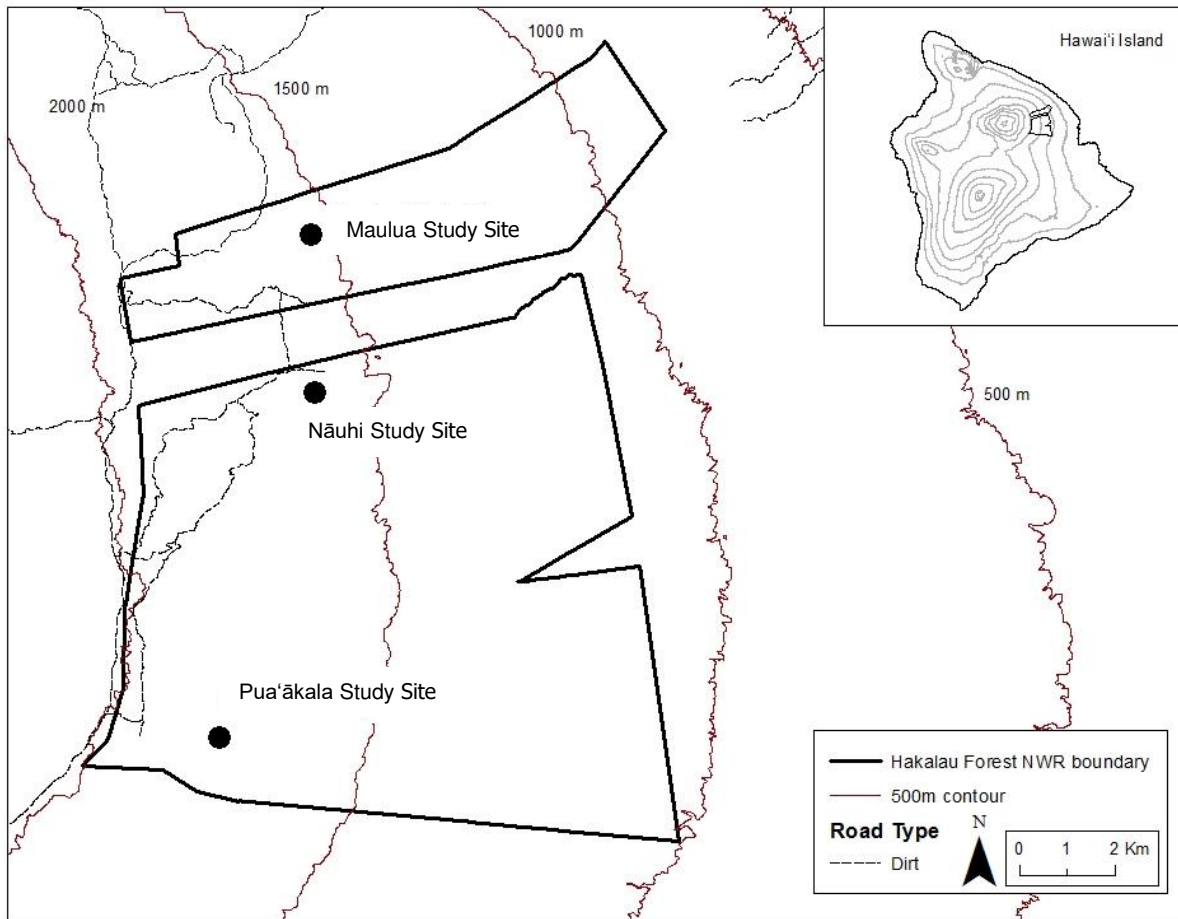 1000 m
Hawai‘i Island
1500 m
2000 m
Maulua Study Site
500 m
Nāuhi Study Site
Pua‘ākala Study Site
Hakalau Forest NWR boundary
500m contour
Road Type
Dirt
N
0 1 2 Km